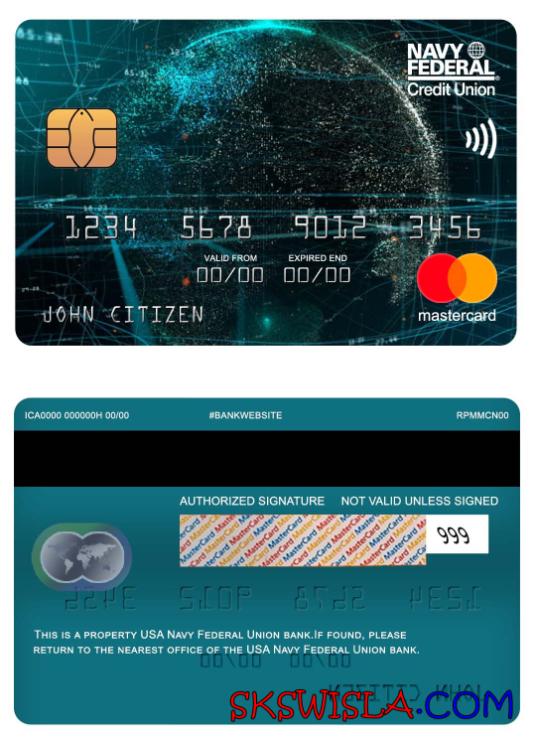 NAVY
FEDERAL
Credit Union
1234 5678 9012 3456
VALID FROM EXPIRED END
00/00 00/00
JOHN CITIZEN
mastercard
ICA0000 000000H 00/00 #BANKWEBSITE RPMMCN00
AUTHORIZED SIGNATURE NOT VALID UNLESS SIGNED
MasterCard MasterCard MasterCard
999
THIS IS A PROPERTY USA NAVY FEDERAL UNION BANK.IF FOUND, PLEASE
RETURN TO THE NEAREST OFFICE OF THE USA NAVY FEDERAL UNION BANK.
SKSWISLA.COM